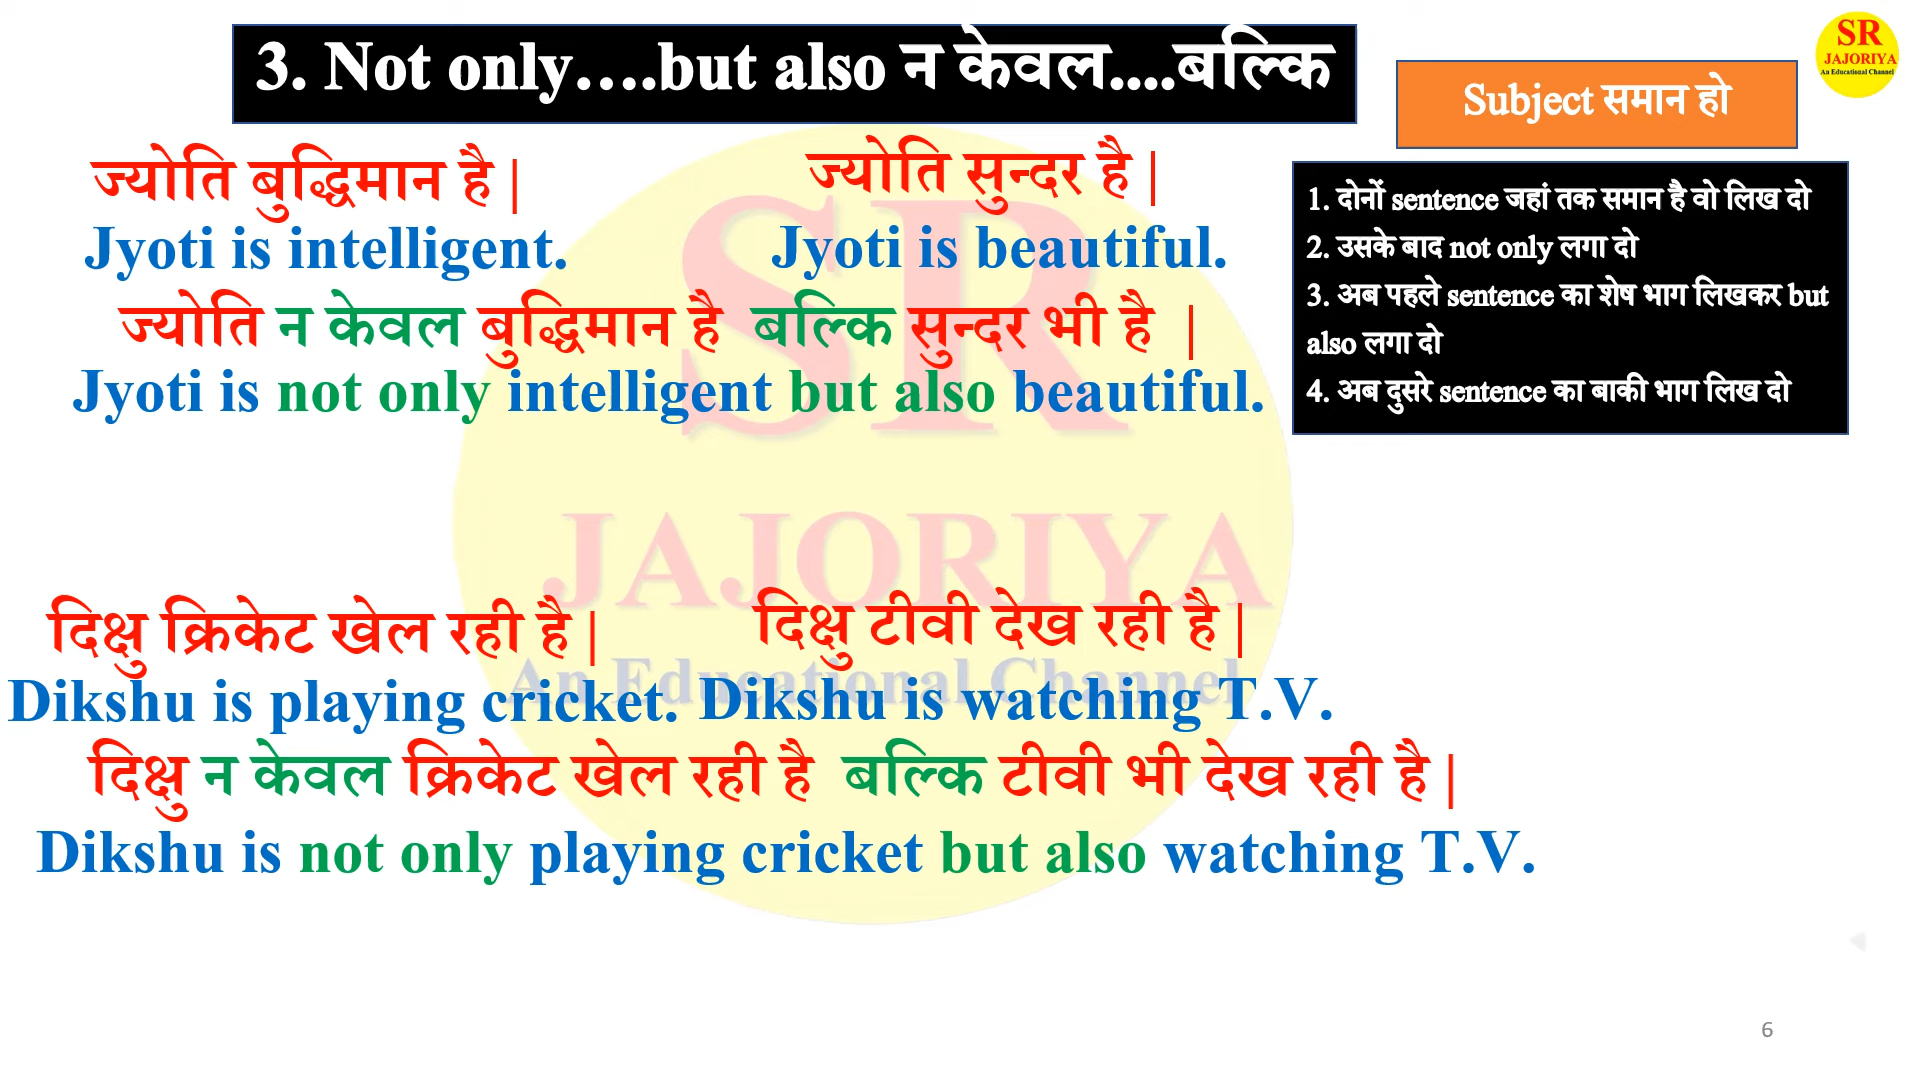 3. Not only….but also न केवल....बल्कि
Subject समान हो
SR
JAJORIYA
An Educational Channel
ज्योति बुद्धिमान है |
ज्योति सुन्दर है |
Jyoti is intelligent.
Jyoti is beautiful.
ज्योति न केवल बुद्धिमान है बल्कि सुन्दर भी है |
Jyoti is not only intelligent but also beautiful.
1. दोनों sentence जहां तक समान है वो लिख दो
2. उसके बाद not only लगा दो
3. अब पहले sentence का शेष भाग लिखकर but
also लगा दो
4. अब दुसरे sentence का बाकी भाग लिख दो
SR
JAJORIYA
An Educational Channel
दिक्षु क्रिकेट खेल रही है |
दिक्षु टीवी देख रही है |
Dikshu is playing cricket.
Dikshu is watching T.V.
दिक्षु न केवल क्रिकेट खेल रही है बल्कि टीवी भी देख रही है |
Dikshu is not only playing cricket but also watching T.V.
6